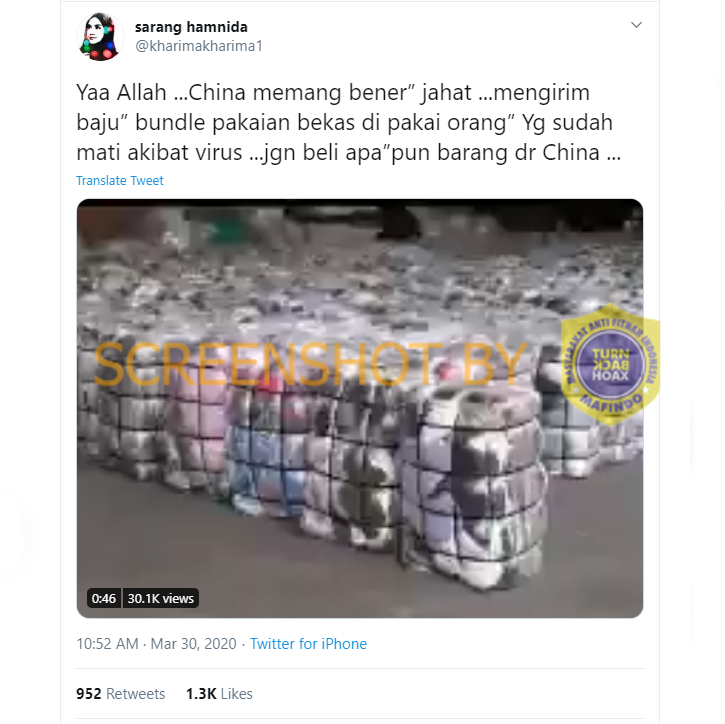 sarang hamnida
@kharimakharima1
Yaa Allah ...China memang bener” jahat ...mengirim
baju” bundle pakaian bekas di pakai orang” Yg sudah
mati akibat virus ...jgn beli apa”pun barang dr China ...
Translate Tweet
SCREENSHOT BY
MASYARAKAT ANTI FITNAH INDONESIA
TURN
BACK
HOAX
MAFINDO
0:46 30.1K views
10:52 AM · Mar 30, 2020 · Twitter for iPhone
952 Retweets 1.3K Likes